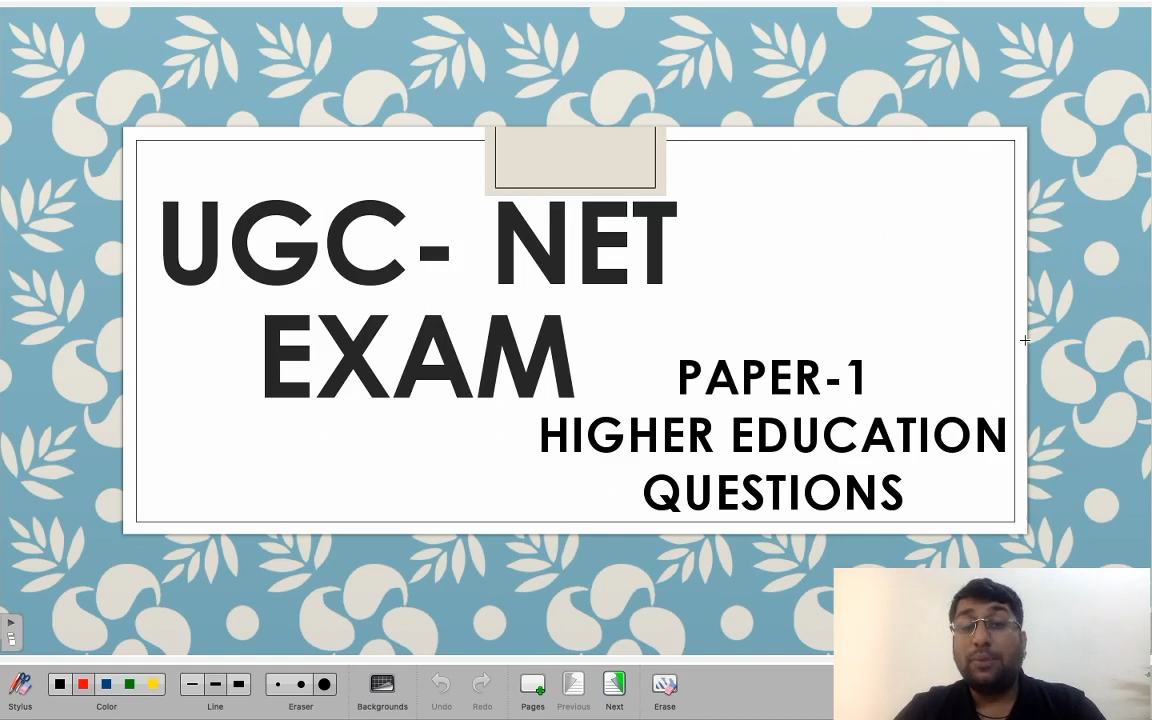 UGC- NET
EXAM
PAPER-1
HIGHER EDUCATION
QUESTIONS
Stylus
Color
Line
Eraser
Backgrounds
Undo
Redo
Pages
Previous
Next
Erase